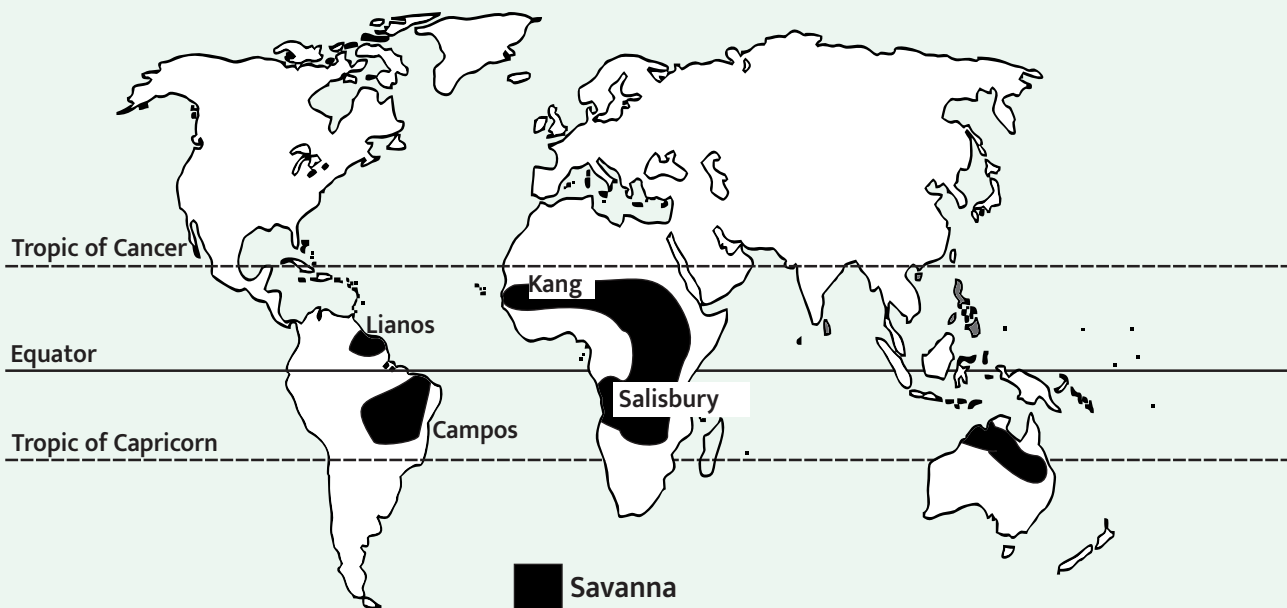 Tropic of Cancer
Kang
Lianos
Equator
Salisbury
Campos
Tropic of Capricorn
Savanna